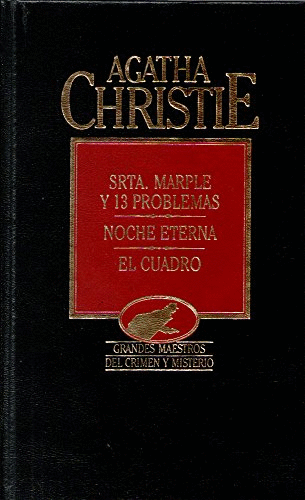 AGATHA
CHRISTIE
SRTA. MARPLE
Y 13 PROBLEMAS
NOCHE ETERNA
EL CUADRO
GRANDES MAESTROS
DEL CRIMEN Y MISTERIO